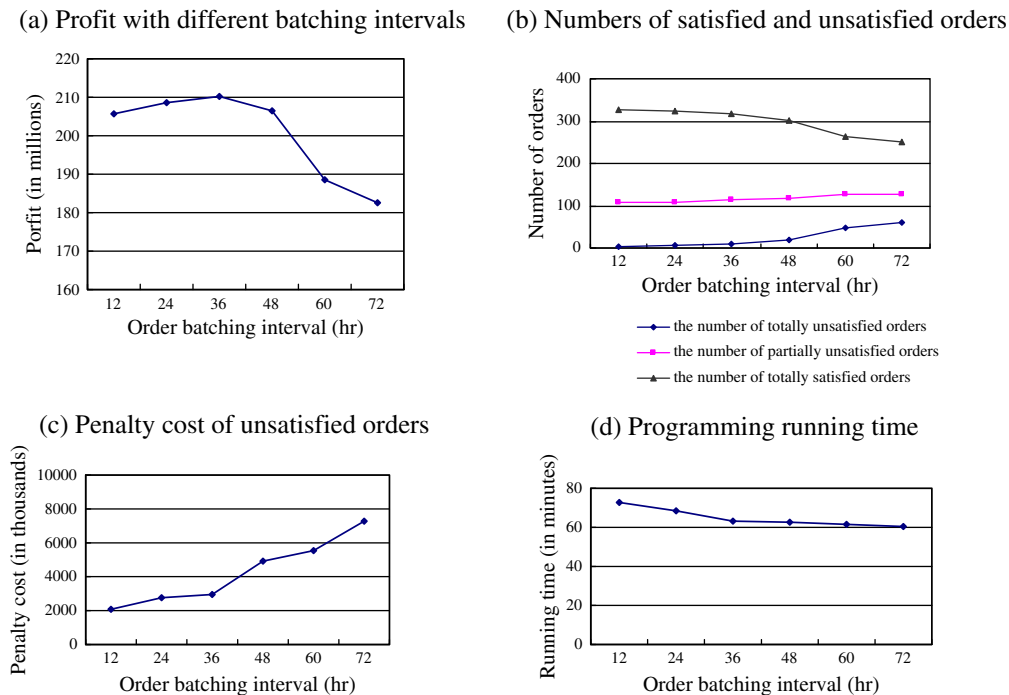 (a) Profit with different batching intervals
Porfit (in millions)
220
210
200
190
180
170
160
12 24 36 48 60 72
Order batching interval (hr)
(b) Numbers of satisfied and unsatisfied orders
Number of orders
400
300
200
100
0
12 24 36 48 60 72
Order batching interval (hr)
the number of totally unsatisfied orders
the number of partially unsatisfied orders
the number of totally satisfied orders
(c) Penalty cost of unsatisfied orders
Penalty cost (in thousands)
10000
8000
6000
4000
2000
0
12 24 36 48 60 72
Order batching interval (hr)
(d) Programming running time
Running time (in minutes)
80
60
40
20
0
12 24 36 48 60 72
Order batching interval (hr)